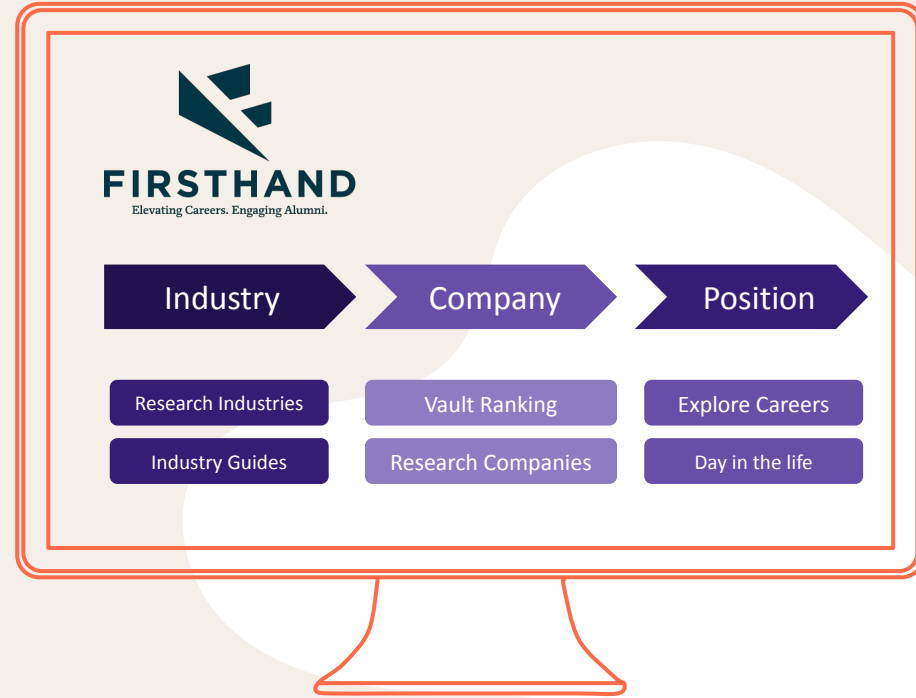 FIRSTHAND
Elevating Careers. Engaging Alumni.
Industry
Company
Position
Research Industries
Vault Ranking
Explore Careers
Industry Guides
Research Companies
Day in the life